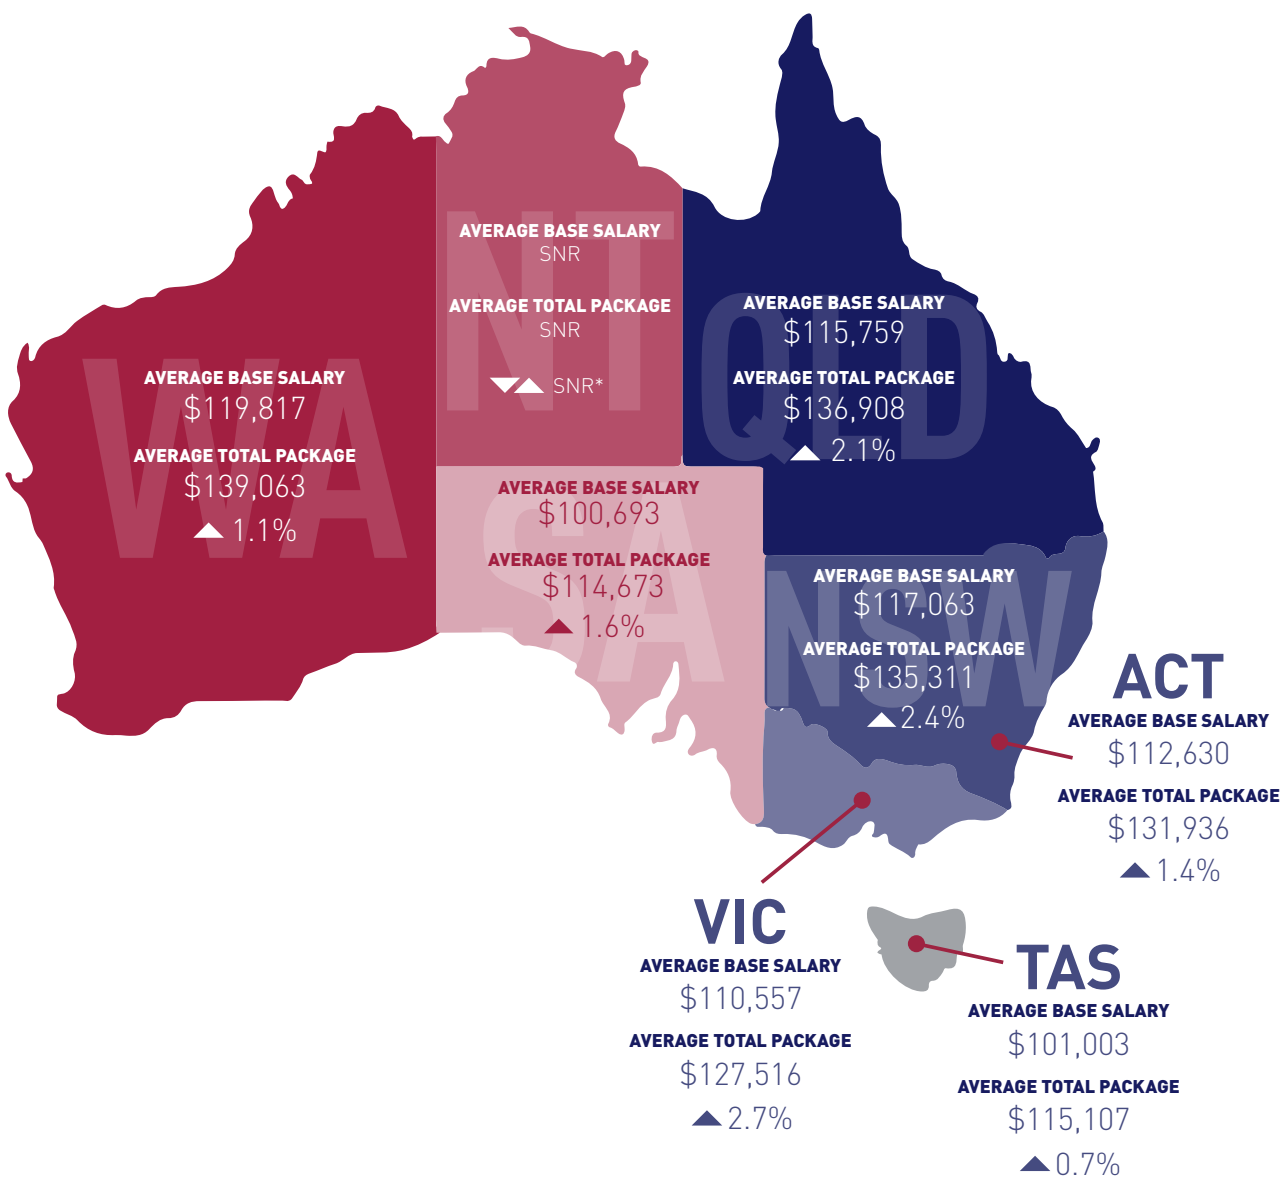 WA
AVERAGE BASE SALARY
$119,817
AVERAGE TOTAL PACKAGE
$139,063
1.1%
NT
AVERAGE BASE SALARY
SNR
AVERAGE TOTAL PACKAGE
SNR
SNR*
QLD
AVERAGE BASE SALARY
$115,759
AVERAGE TOTAL PACKAGE
$136,908
2.1%
SA
AVERAGE BASE SALARY
$100,693
AVERAGE TOTAL PACKAGE
$114,673
1.6%
NSW
AVERAGE BASE SALARY
$117,063
AVERAGE TOTAL PACKAGE
$135,311
2.4%
ACT
AVERAGE BASE SALARY
$112,630
AVERAGE TOTAL PACKAGE
$131,936
1.4%
VIC
AVERAGE BASE SALARY
$110,557
AVERAGE TOTAL PACKAGE
$127,516
2.7%
TAS
AVERAGE BASE SALARY
$101,003
AVERAGE TOTAL PACKAGE
$115,107
0.7%